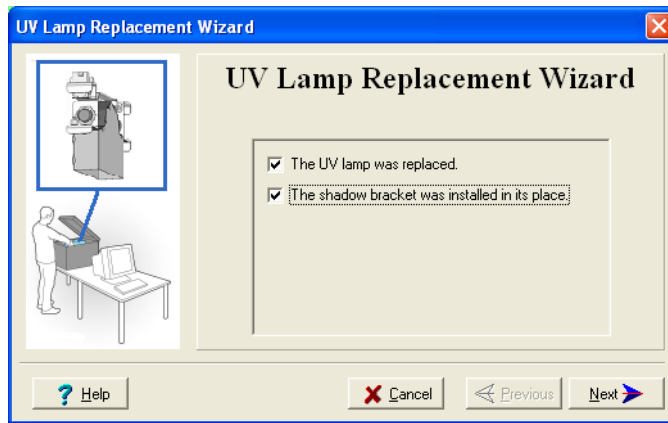 UV Lamp Replacement Wizard
UV Lamp Replacement Wizard
The UV lamp was replaced.
The shadow bracket was installed in its place.
? Help
Cancel
Previous
Next